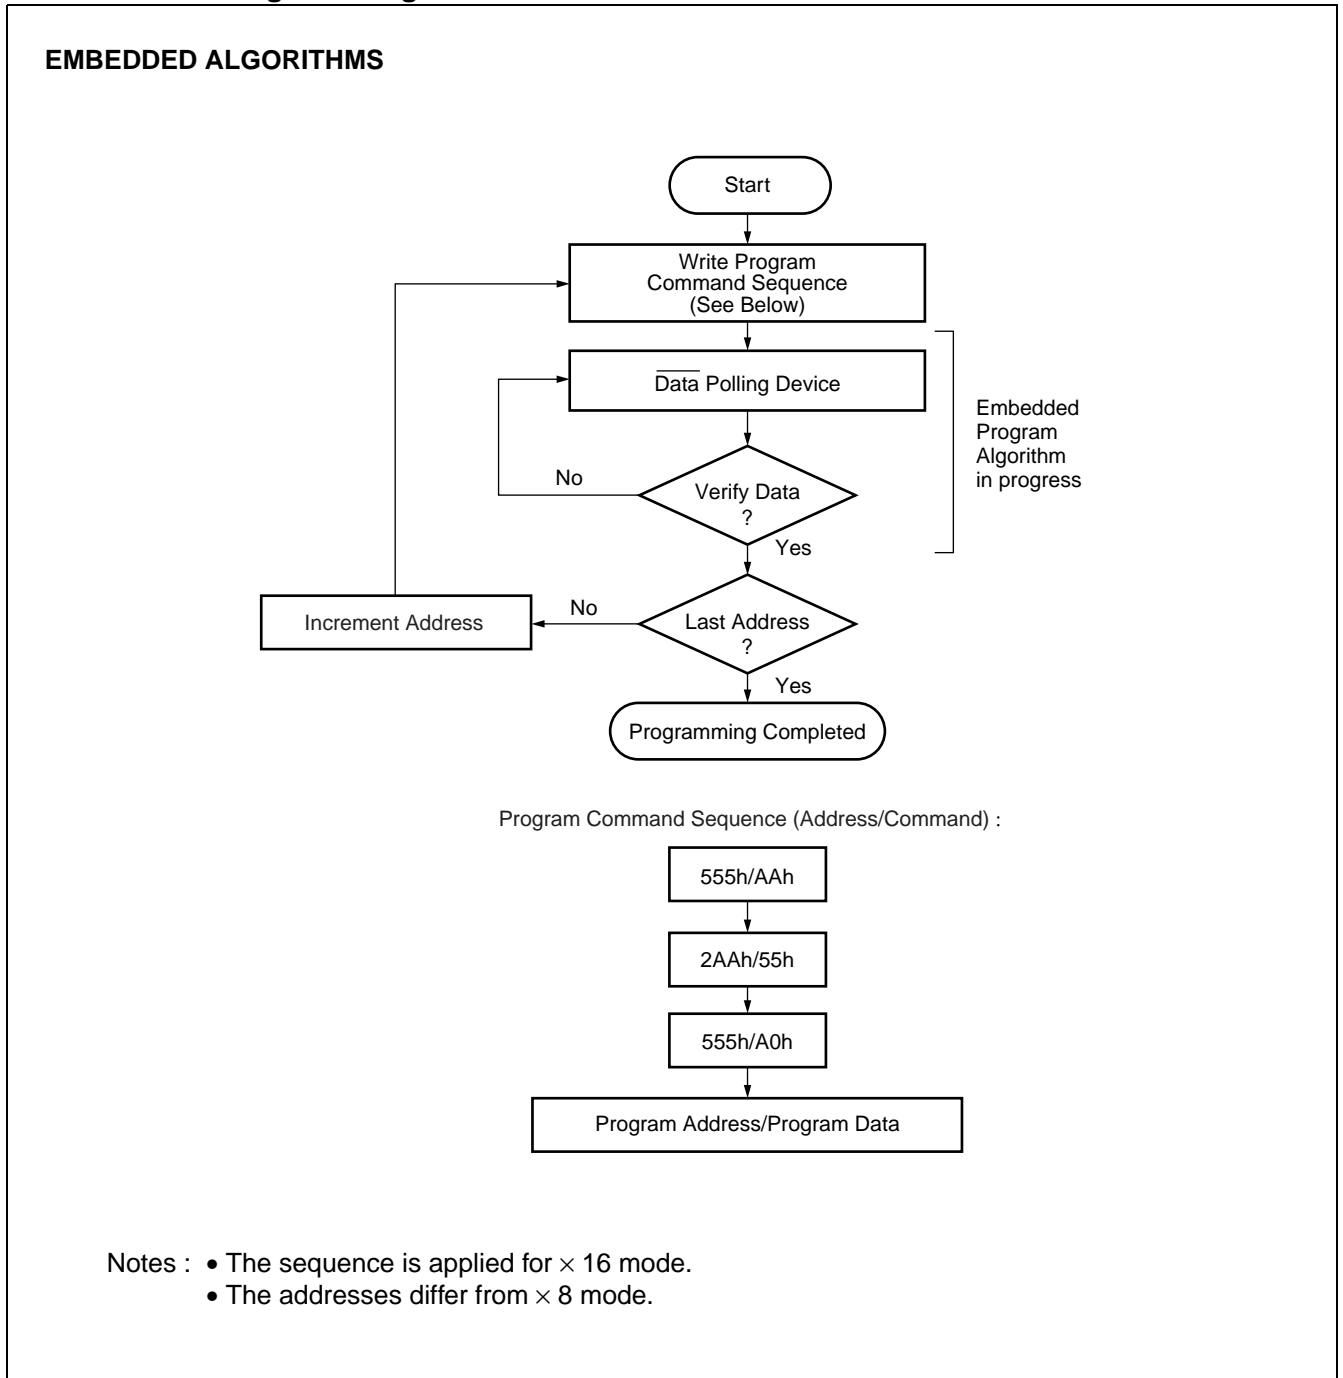 EMBEDDED ALGORITHMS
Start
Write Program
Command Sequence
(See Below)
Data Polling Device
Embedded
Program
Algorithm
in progress
No
Verify Data
?
Yes
Increment Address
No
Last Address
?
Yes
Programming Completed
Program Command Sequence (Address/Command) :
555h/AAh
2AAh/55h
555h/A0h
Program Address/Program Data
Notes : • The sequence is applied for × 16 mode.
• The addresses differ from × 8 mode.